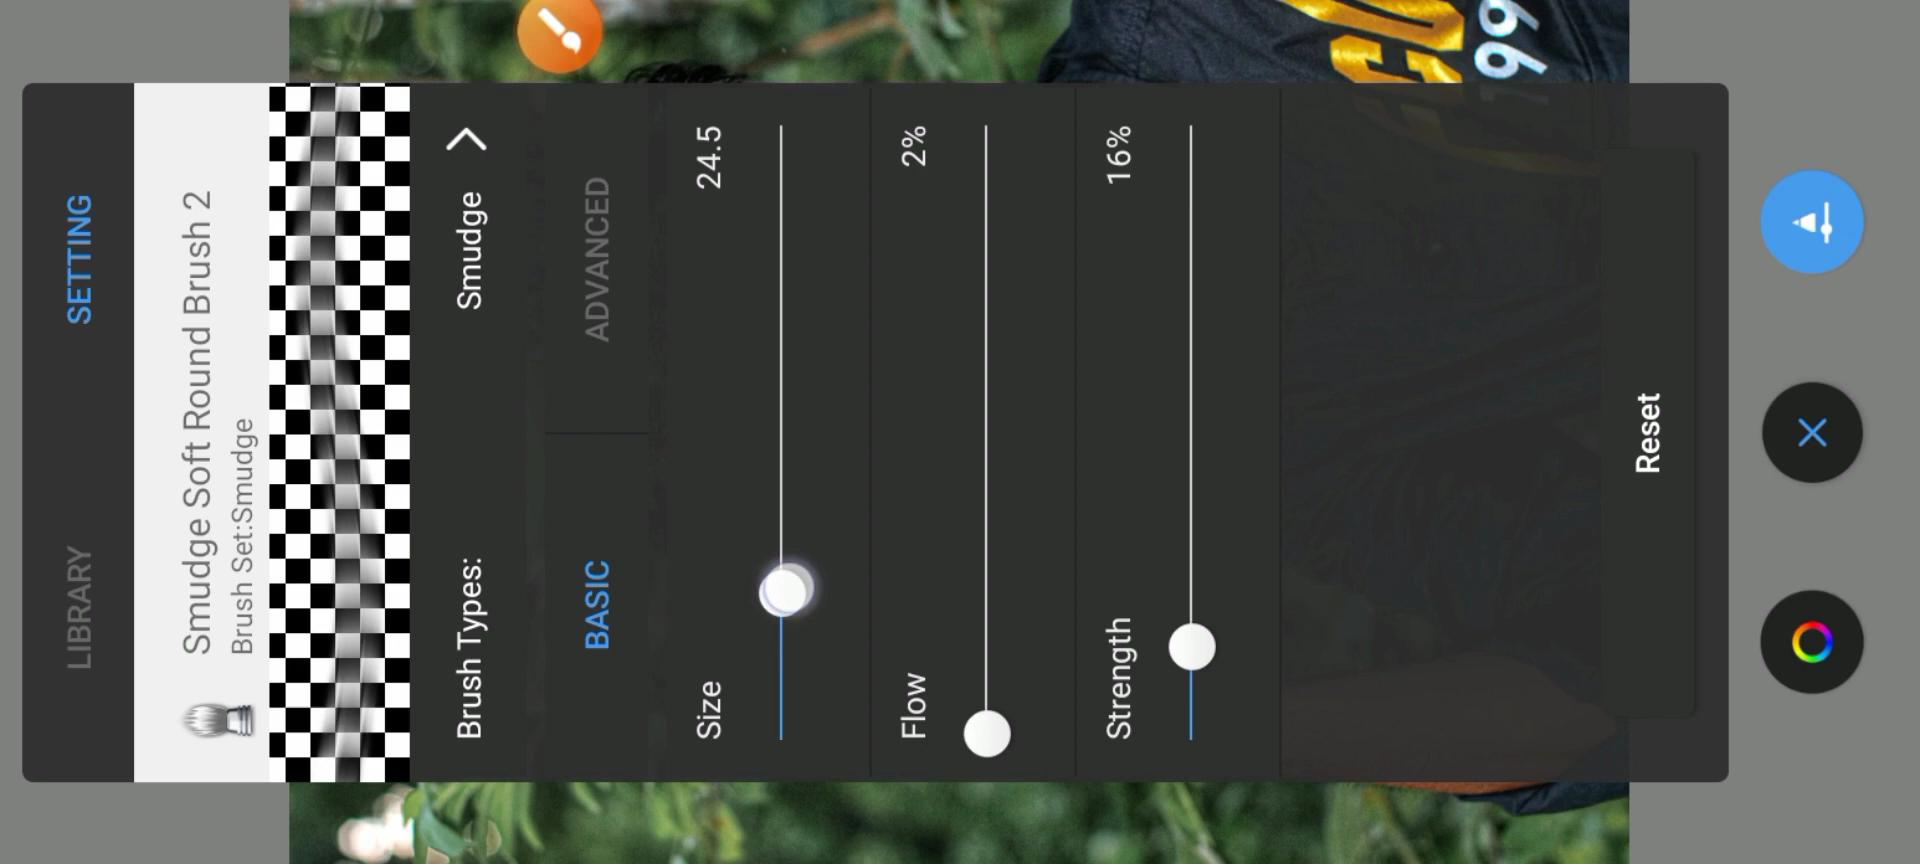 LIBRARY SETTING
Smudge Soft Round Brush 2
Brush Set:Smudge
Brush Types: Smudge
BASIC ADVANCED
Size 24.5
Flow 2%
Strength 16%
Reset
199